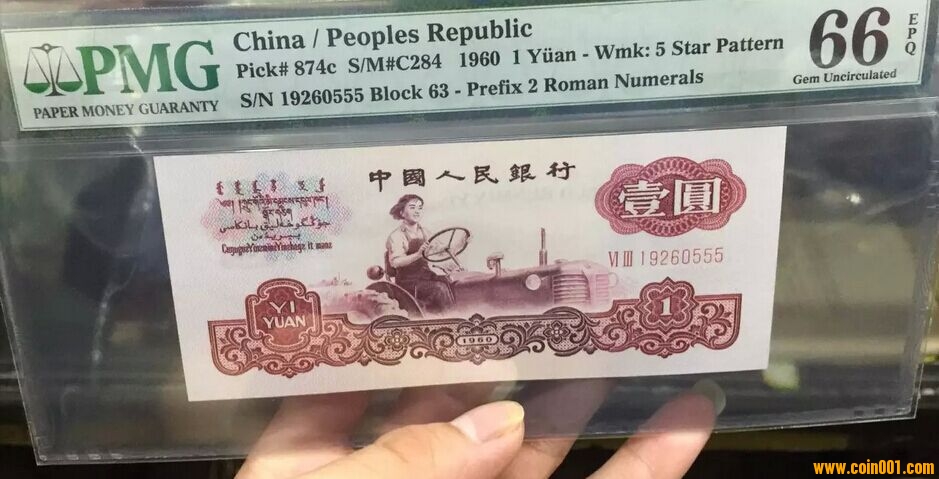 PMG
PAPER MONEY GUARANTY
China / Peoples Republic
Pick# 874c S/M#C284 1960 1 Yüan - Wmk: 5 Star Pattern
S/N 19260555 Block 63 - Prefix 2 Roman Numerals
66
EPQ
Gem Uncirculated
中國人民銀行
壹圓
VI III 19260555
YI
YUAN
1
1960
www.coin001.com